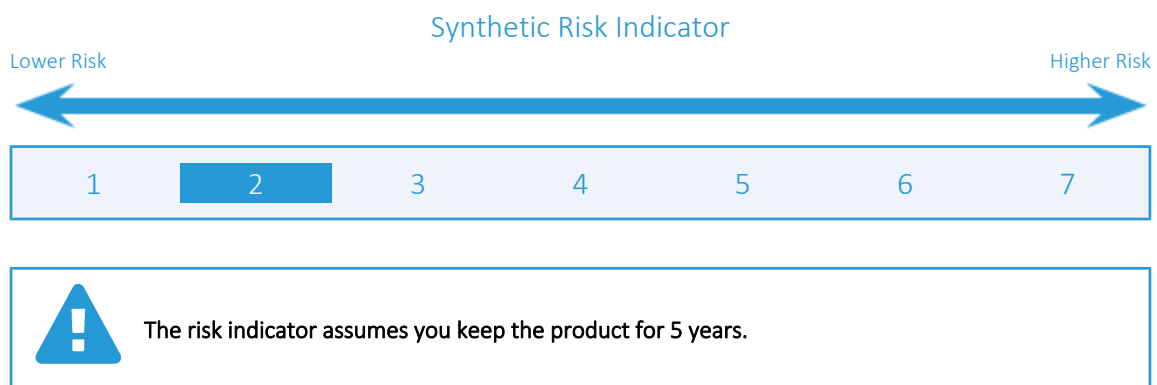 Synthetic Risk Indicator
Lower Risk Higher Risk
1 2 3 4 5 6 7
The risk indicator assumes you keep the product for 5 years.